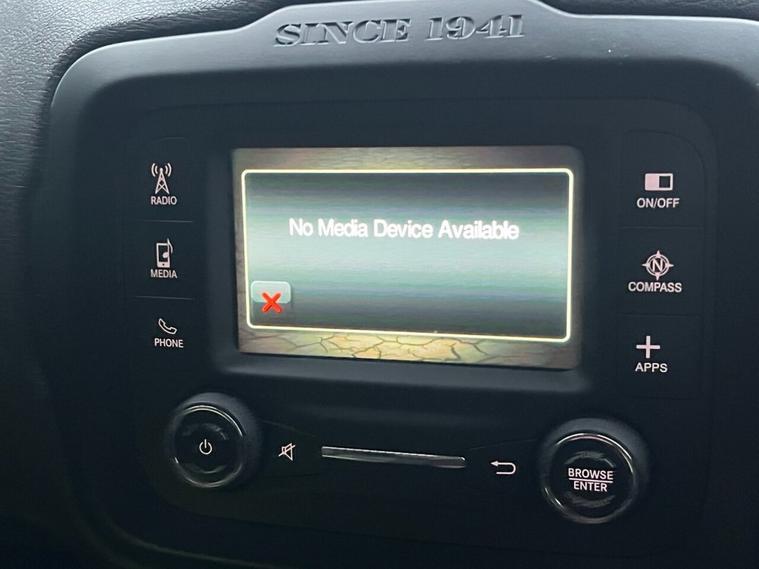 SINCE 1941
RADIO
MEDIA
PHONE
No Media Device Available
ON/OFF
N
COMPASS
APPS
BROWSE
ENTER